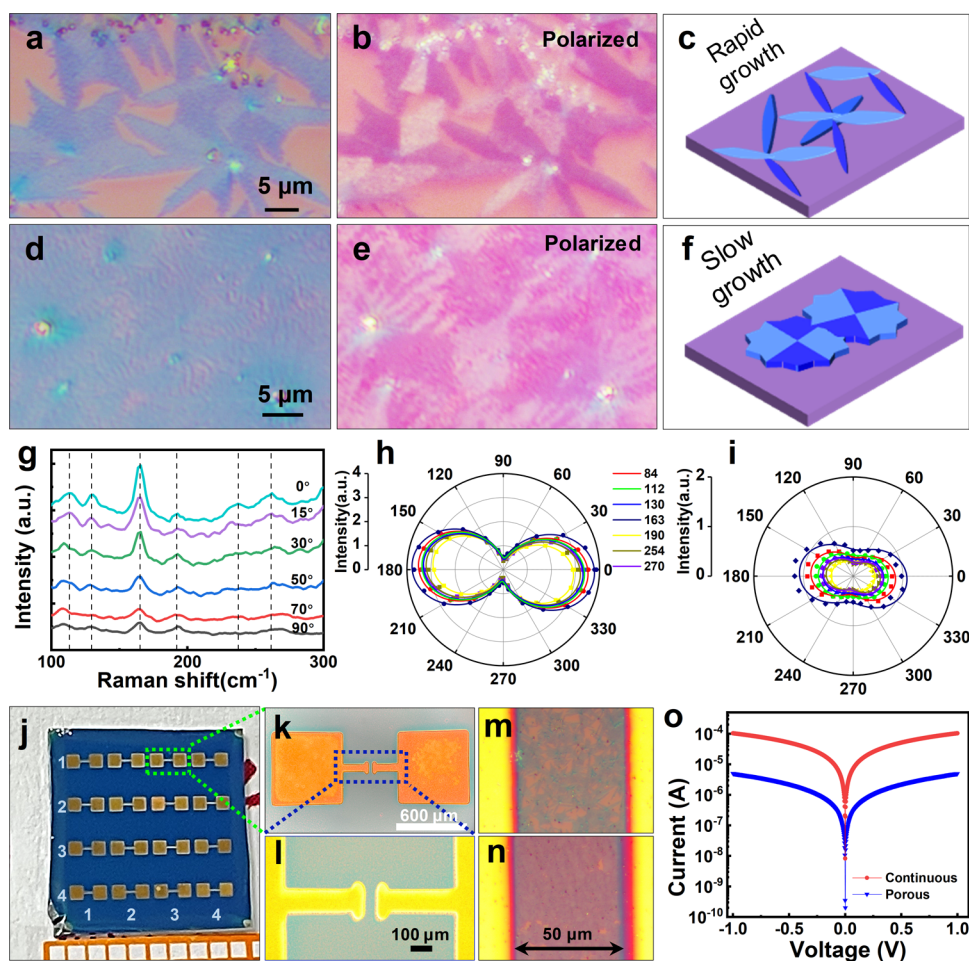 a
5 µm
b
Polarized
c
Rapid
growth
d
5 µm
e
Polarized
f
Slow
growth
g
Intensity (a.u.)
0°
15°
30°
50°
70°
90°
100
200
300
Raman shift(cm⁻¹)
h
Intensity(a.u.)
4
3
2
1
0
0
30
60
90
120
150
180
210
240
270
300
330
84
112
130
163
190
254
270
i
Intensity(a.u.)
2
1
0
0
30
60
90
120
150
180
210
240
270
300
330
j
1
2
3
4
1 2 3 4
k
600 µm
l
100 µm
m
n
50 µm
o
Current (A)
10⁻⁴
10⁻⁵
10⁻⁶
10⁻⁷
10⁻⁸
10⁻⁹
10⁻¹⁰
Continuous
Porous
-1.0 -0.5 0.0 0.5 1.0
Voltage (V)